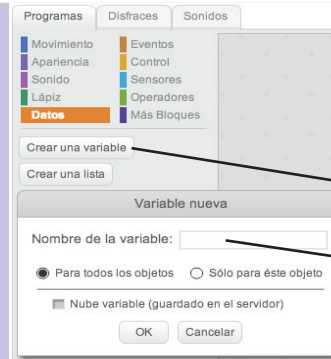 Programas Disfraces Sonidos
Movimiento Eventos
Apariencia Control
Sonido Sensores
Lápiz Operadores
Datos Más Bloques
Crear una variable
Crear una lista
Variable nueva
Nombre de la variable:
Para todos los objetos Sólo para éste objeto
Nube variable (guardado en el servidor)
OK Cancelar